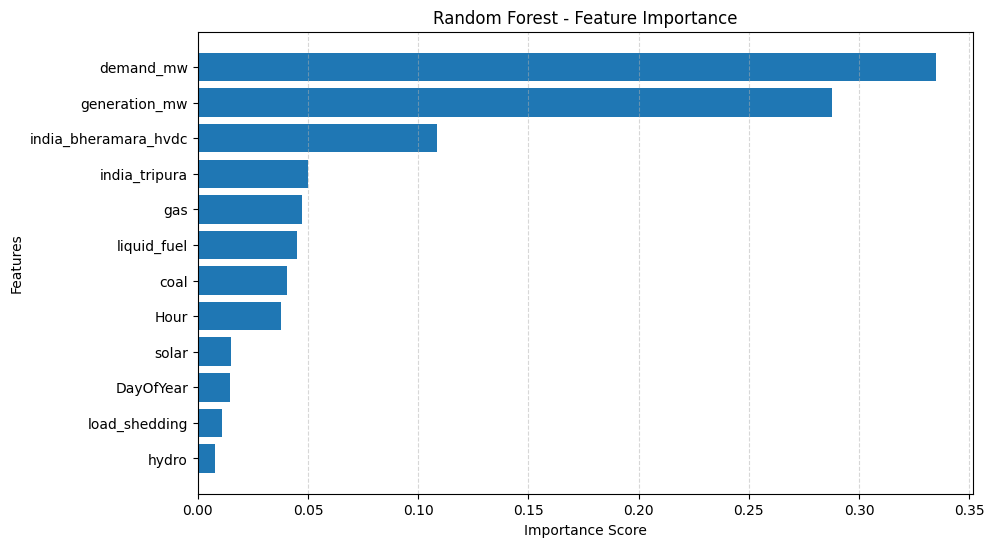 Random Forest - Feature Importance
Features
demand_mw
generation_mw
india_bheramara_hvdc
india_tripura
gas
liquid_fuel
coal
Hour
solar
DayOfYear
load_shedding
hydro
0.00 0.05 0.10 0.15 0.20 0.25 0.30 0.35
Importance Score